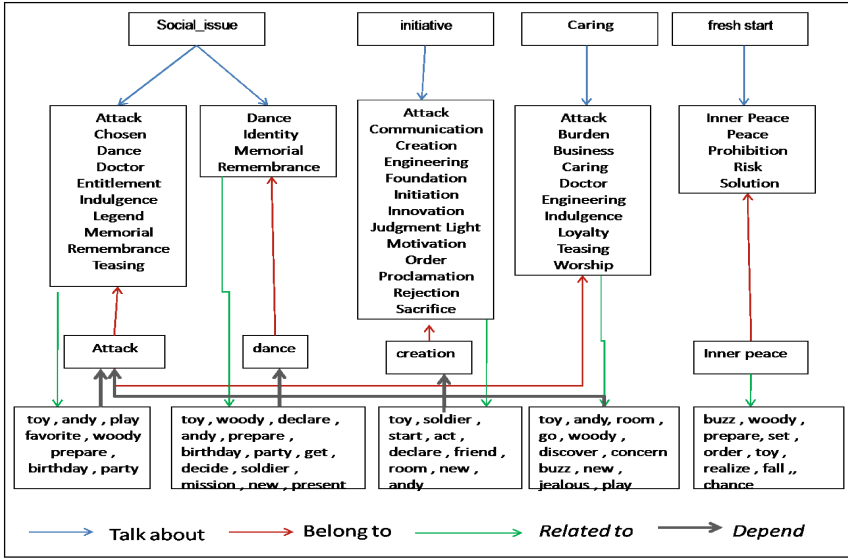 Social_issue
initiative
Caring
fresh start
Attack
Chosen
Dance
Doctor
Entitlement
Indulgence
Legend
Memorial
Remembrance
Teasing
Dance
Identity
Memorial
Remembrance
Attack
Communication
Creation
Engineering
Foundation
Initiation
Innovation
Judgment Light
Motivation
Order
Proclamation
Rejection
Sacrifice
Attack
Burden
Business
Caring
Doctor
Engineering
Indulgence
Loyalty
Teasing
Worship
Inner Peace
Peace
Prohibition
Risk
Solution
Attack
dance
creation
Inner peace
toy , andy , play
favorite , woody
prepare ,
birthday , party
toy , woody , declare ,
andy , prepare ,
birthday , party , get ,
decide , soldier ,
mission , new , present
toy , soldier ,
start , act ,
declare , friend ,
room , new ,
andy
toy , andy, room ,
go , woody ,
discover , concern
buzz , new ,
jealous , play
buzz , woody ,
prepare, set ,
order , toy ,
realize , fall ,,
chance
Talk about
Belong to
Related to
Depend